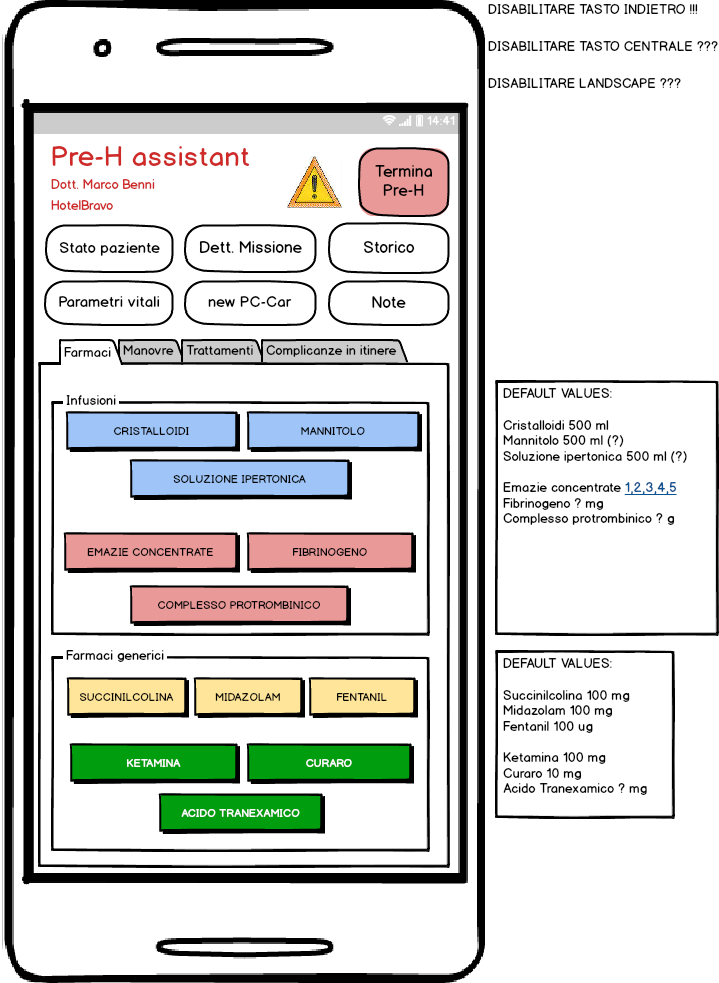 DISABILITARE TASTO INDIETRO !!!
DISABILITARE TASTO CENTRALE ???
DISABILITARE LANDSCAPE ???
14:41
Pre-H assistant
Dott. Marco Benni
HotelBravo
Termina
Pre-H
Stato paziente
Dett. Missione
Storico
Parametri vitali
new PC-Car
Note
Farmaci
Manovre
Trattamenti
Complicanze in itinere
Infusioni
CRISTALLOIDI
MANNITOLO
SOLUZIONE IPERTONICA
EMAZIE CONCENTRATE
FIBRINOGENO
COMPLESSO PROTROMBINICO
Farmaci generici
SUCCINILCOLINA
MIDAZOLAM
FENTANIL
KETAMINA
CURARO
ACIDO TRANEXAMICO
DEFAULT VALUES:
Cristalloidi 500 ml
Mannitolo 500 ml (?)
Soluzione ipertonica 500 ml (?)
Emazie concentrate 1,2,3,4,5
Fibrinogeno ? mg
Complesso protrombinico ? g
DEFAULT VALUES:
Succinilcolina 100 mg
Midazolam 100 mg
Fentanil 100 ug
Ketamina 100 mg
Curaro 10 mg
Acido Tranexamico ? mg